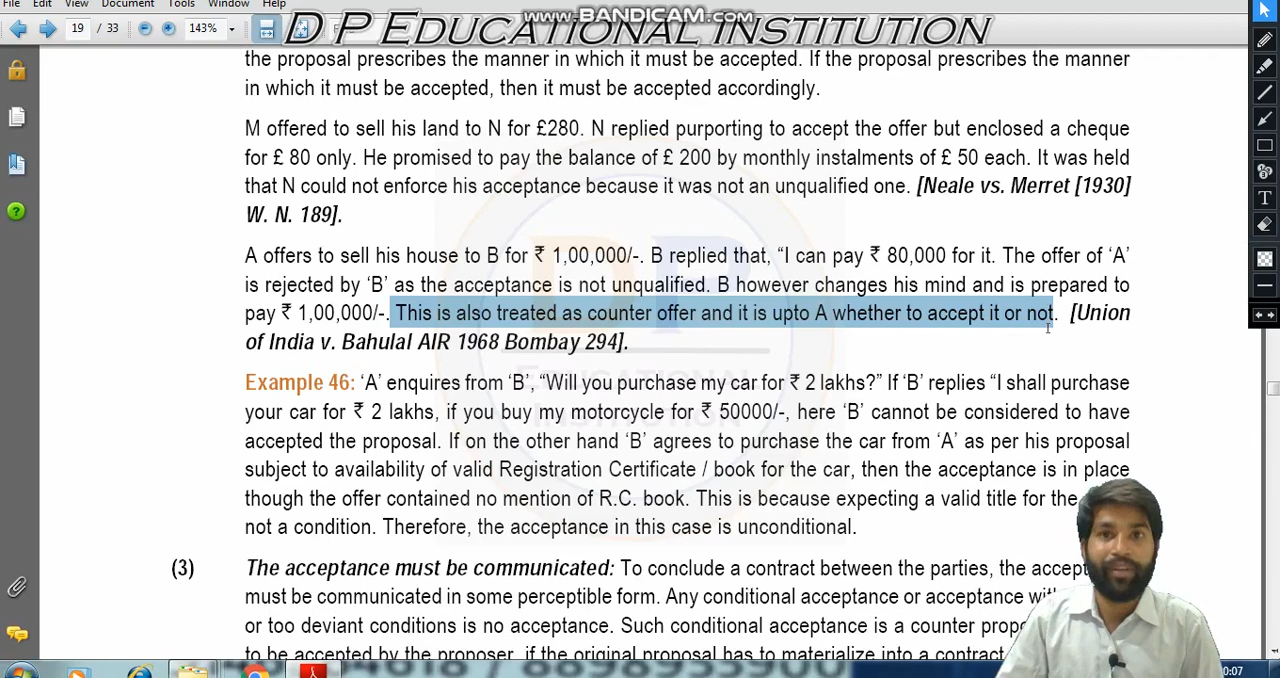 File Edit View Document Tools Window Help
www.BANDICAM.com
D P EDUCATIONAL INSTITUTION
19 / 33 143%
the proposal prescribes the manner in which it must be accepted. If the proposal prescribes the manner
in which it must be accepted, then it must be accepted accordingly.
M offered to sell his land to N for £280. N replied purporting to accept the offer but enclosed a cheque
for £ 80 only. He promised to pay the balance of £ 200 by monthly instalments of £ 50 each. It was held
that N could not enforce his acceptance because it was not an unqualified one. [Neale vs. Merret [1930]
W. N. 189].
A offers to sell his house to B for ₹ 1,00,000/-. B replied that, “I can pay ₹ 80,000 for it. The offer of ‘A’
is rejected by ‘B’ as the acceptance is not unqualified. B however changes his mind and is prepared to
pay ₹ 1,00,000/-. This is also treated as counter offer and it is upto A whether to accept it or not. [Union
of India v. Bahulal AIR 1968 Bombay 294].
Example 46: ‘A’ enquires from ‘B’, “Will you purchase my car for ₹ 2 lakhs?” If ‘B’ replies “I shall purchase
your car for ₹ 2 lakhs, if you buy my motorcycle for ₹ 50000/-, here ‘B’ cannot be considered to have
accepted the proposal. If on the other hand ‘B’ agrees to purchase the car from ‘A’ as per his proposal
subject to availability of valid Registration Certificate / book for the car, then the acceptance is in place
though the offer contained no mention of R.C. book. This is because expecting a valid title for the
not a condition. Therefore, the acceptance in this case is unconditional.
(3) The acceptance must be communicated: To conclude a contract between the parties, the accept
must be communicated in some perceptible form. Any conditional acceptance or acceptance with
or too deviant conditions is no acceptance. Such conditional acceptance is a counter prop
to be accepted by the proposer, if the original proposal has to materialize into a contract
DP
EDUCATIONAL
INSTITUTION